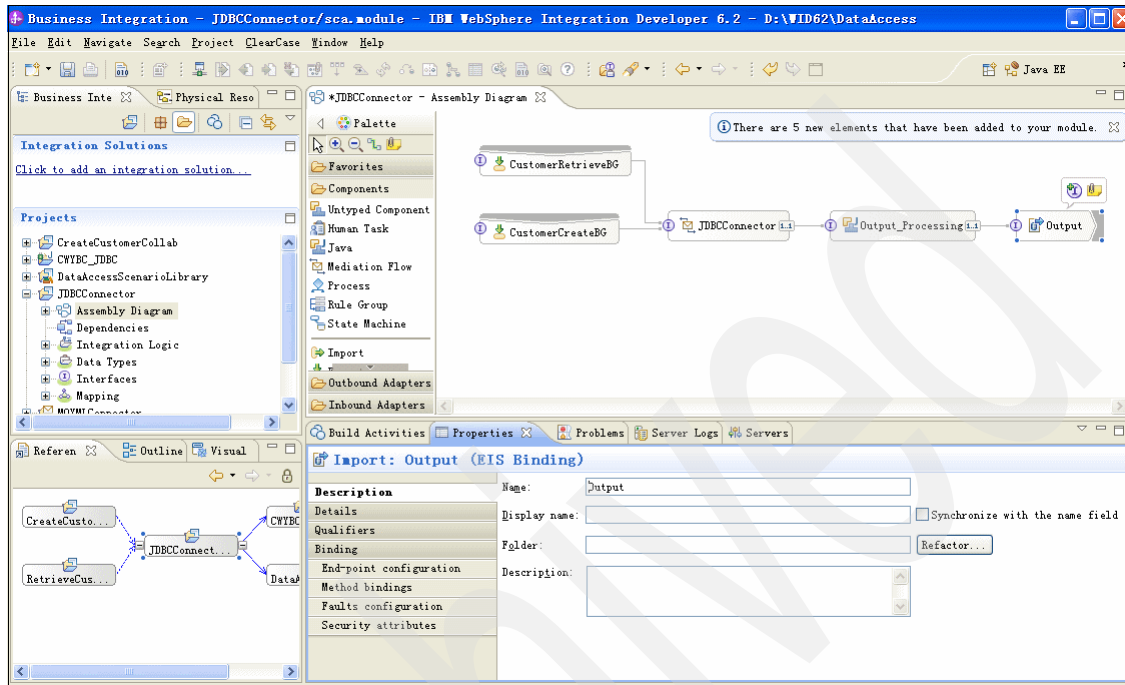 Business Integration - JDBCConnector/sca.module - IBM WebSphere Integration Developer 6.2 - D:\WID62\DataAccess
File Edit Navigate Search Project ClearCase Window Help
Java EE
Business Inte
Physical Reso
Integration Solutions
Click to add an integration solution...
Projects
CreateCustomerCollab
CWYBC_JDBC
DataAccessScenarioLibrary
JDBCConnector
Assembly Diagram
Dependencies
Integration Logic
Data Types
Interfaces
Mapping
*JDBCConnector - Assembly Diagram
Palette
Favorites
Components
Untyped Component
Human Task
Java
Mediation Flow
Process
Rule Group
State Machine
Import
Outbound Adapters
Inbound Adapters
There are 5 new elements that have been added to your module.
CustomerRetrieveBG
CustomerCreateBG
JDBCConnector 1..1
Output_Processing 1..1
Output
Referen
Outline
Visual
CreateCusto...
RetrieveCus...
JDBCConnect...
CWYBC
DataA
Build Activities
Properties
Problems
Server Logs
Servers
Import: Output (EIS Binding)
Description
Details
Qualifiers
Binding
End-point configuration
Method bindings
Faults configuration
Security attributes
Name: Output
Display name:
Synchronize with the name field
Folder:
Refactor...
Description: